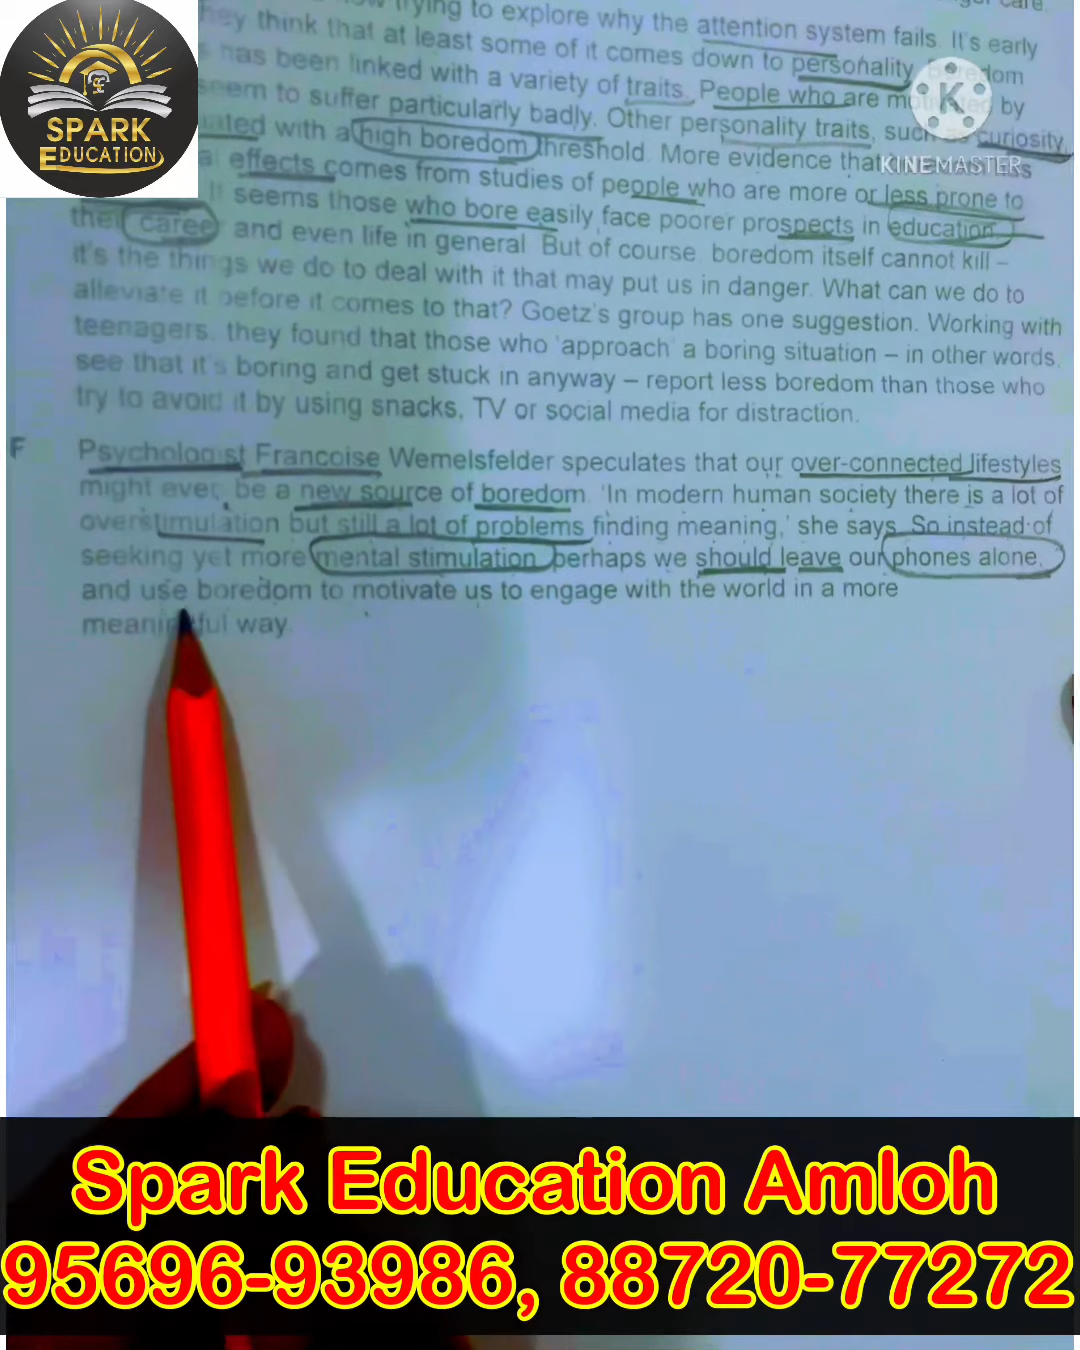 trying to explore why the attention system fails. It's early
they think that at least some of it comes down to personality.
has been linked with a variety of traits. People who are motivated by
seem to suffer particularly badly. Other personality traits, such as curiosity,
with a high boredom threshold. More evidence that
effects comes from studies of people who are more or less prone to
It seems those who bore easily face poorer prospects in education,
career and even life in general. But of course, boredom itself cannot kill –
it's the things we do to deal with it that may put us in danger. What can we do to
alleviate it before it comes to that? Goetz's group has one suggestion. Working with
teenagers, they found that those who 'approach' a boring situation – in other words,
see that it's boring and get stuck in anyway – report less boredom than those who
try to avoid it by using snacks, TV or social media for distraction.
F Psychologist Francoise Wemelsfelder speculates that our over-connected lifestyles
might even be a new source of boredom. 'In modern human society there is a lot of
overstimulation but still a lot of problems finding meaning,' she says. So instead of
seeking yet more mental stimulation, perhaps we should leave our phones alone,
and use boredom to motivate us to engage with the world in a more
meaningful way.
SPARK
EDUCATION
K
KINEMASTER
Spark Education Amloh
95696-93986, 88720-77272